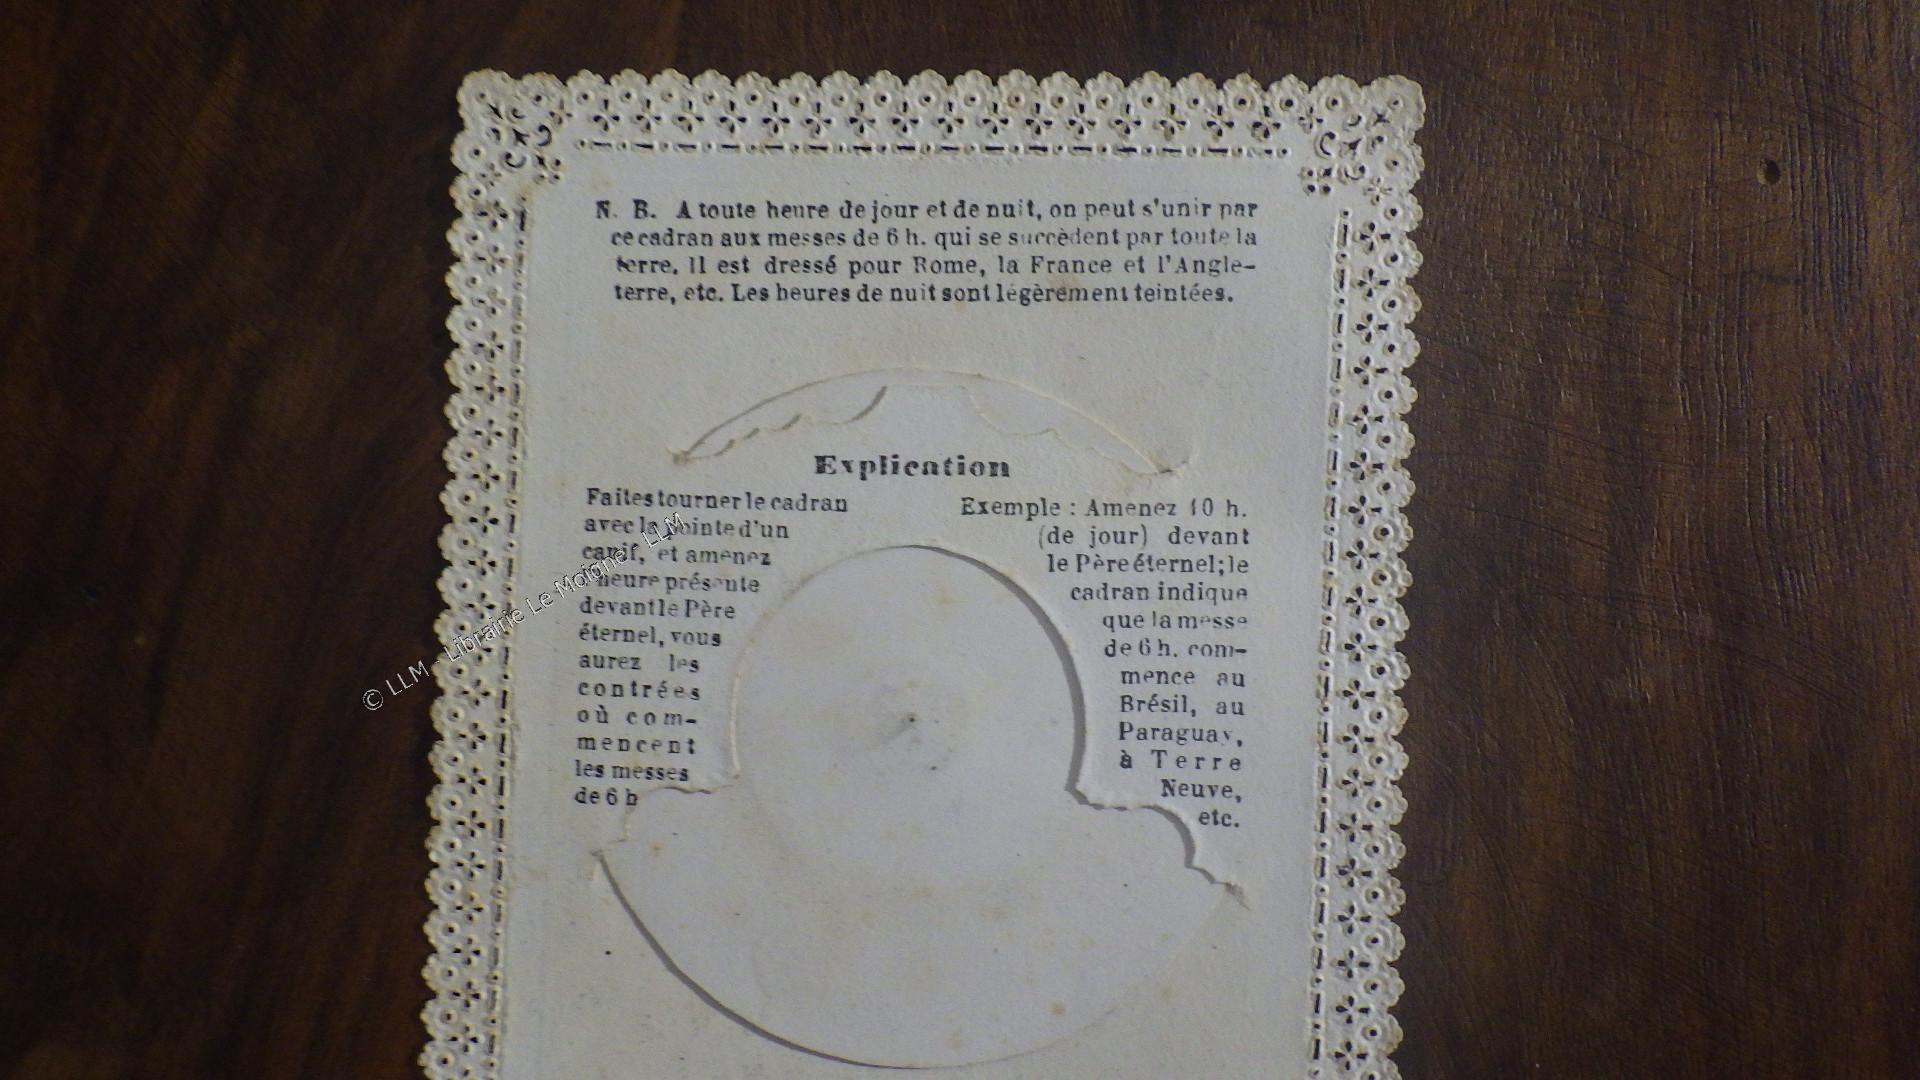 N. B. A toute heure de jour et de nuit, on peut s'unir par
ce cadran aux messes de 6 h. qui se succèdent par toute la
terre. Il est dressé pour Rome, la France et l'Angle-
terre, etc. Les heures de nuit sont légèrement teintées.
Explication
Faites tourner le cadran
avec la pointe d'un
canif, et amenez
heure présente
devant le Père
éternel, vous
aurez les
contrées
où com-
mencent
les messes
de 6 h
Exemple : Amenez 10 h.
(de jour) devant
le Père éternel; le
cadran indique
que la messe
de 6 h. com-
mence au
Brésil, au
Paraguay,
à Terre
Neuve,
etc.
© LLM - Librairie Le Moigne - LLM